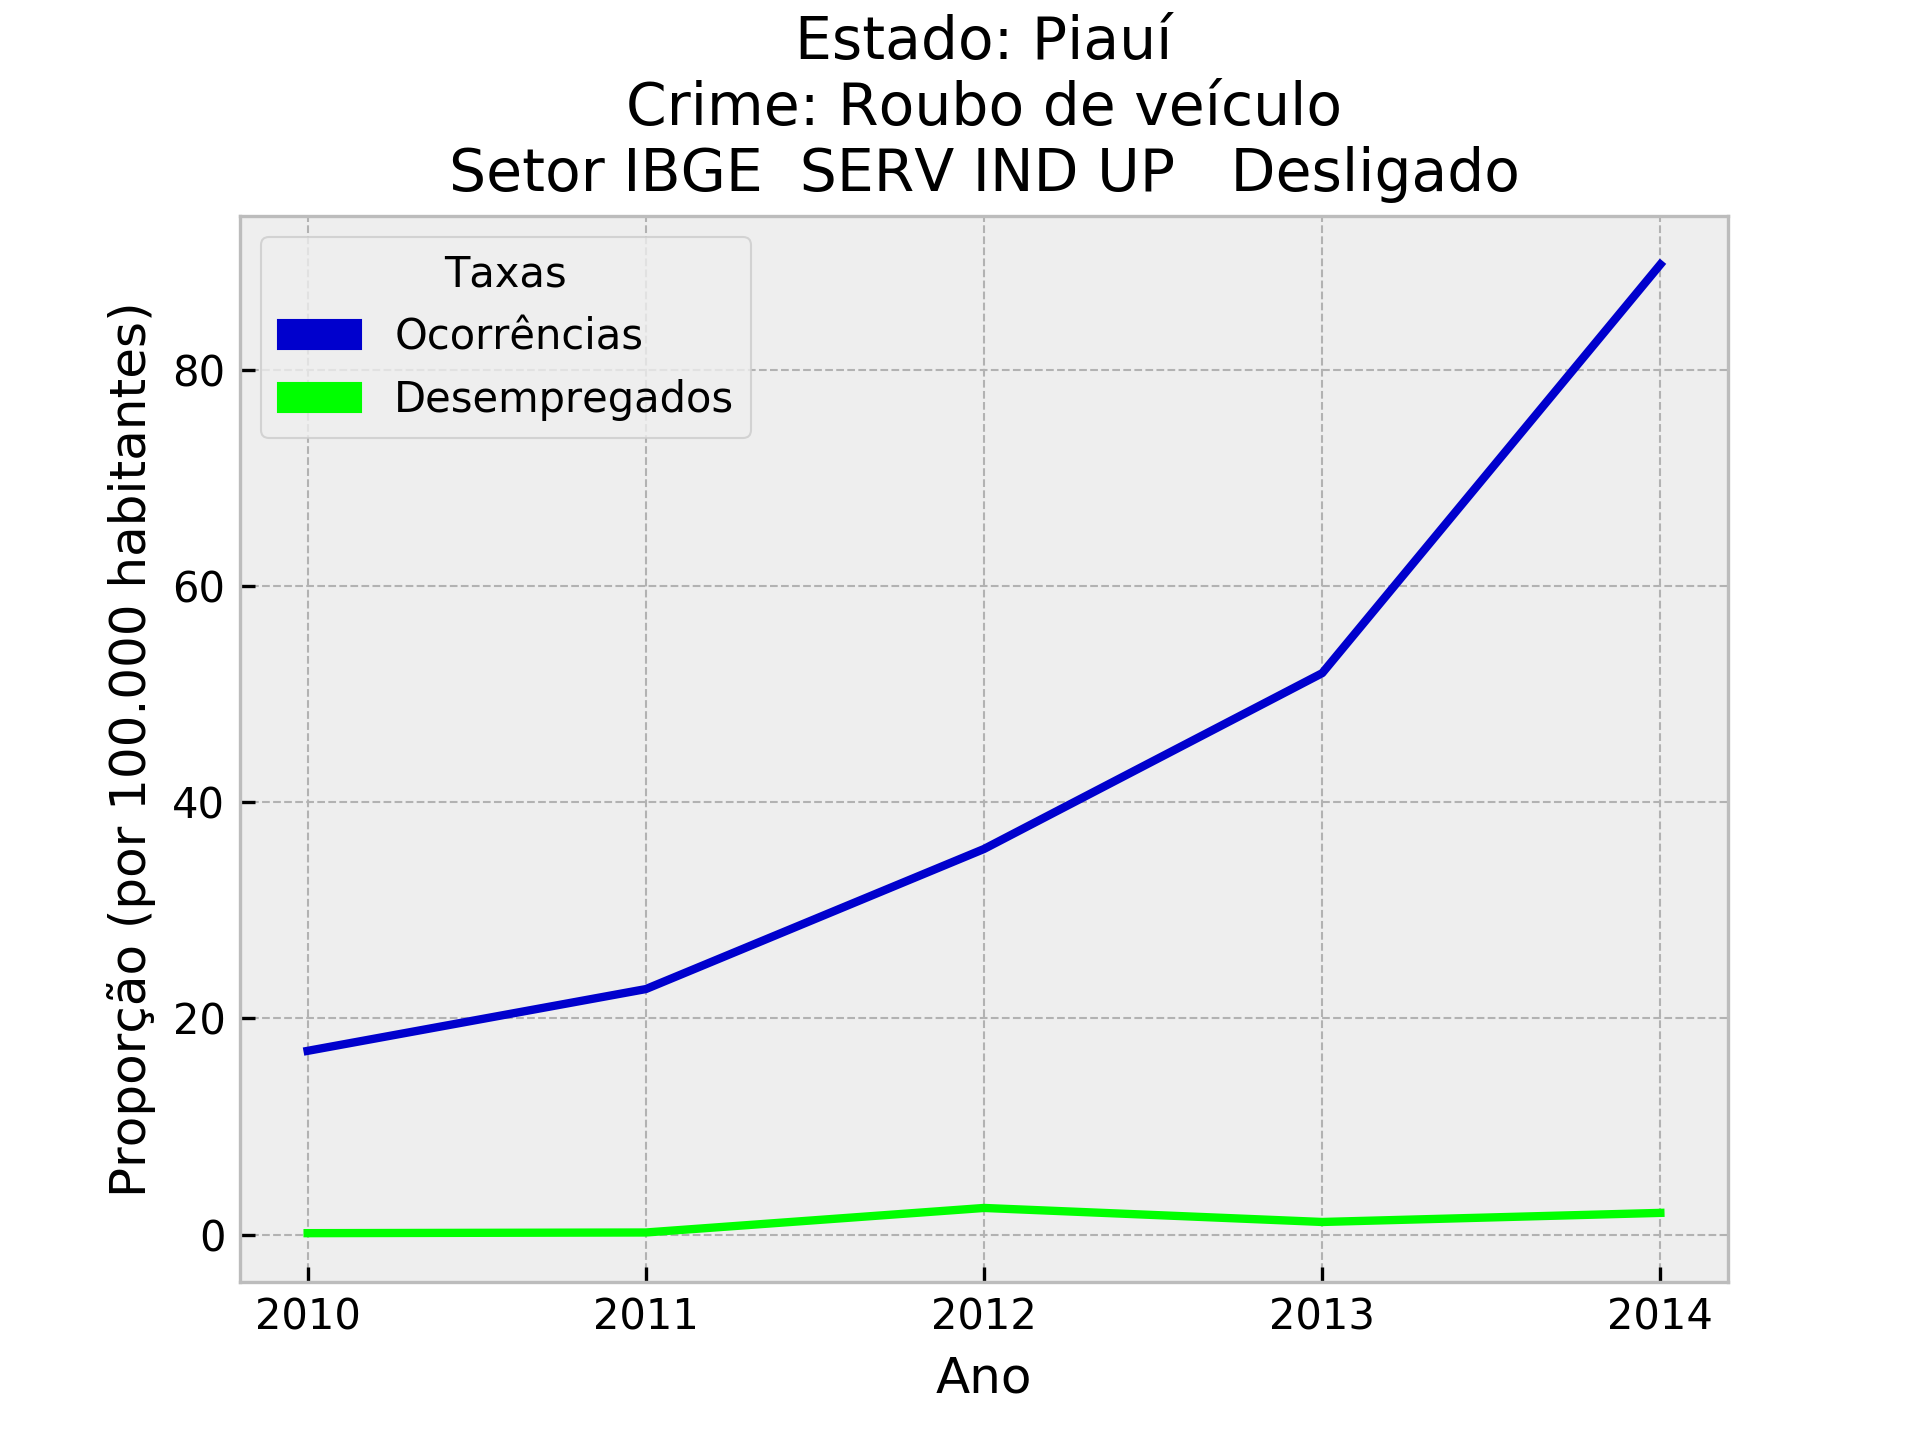 Estado: Piauí
Crime: Roubo de veículo
Setor IBGE  SERV IND UP   Desligado
Taxas
Ocorrências
Desempregados
Proporção (por 100.000 habitantes)
80
60
40
20
0
2010 2011 2012 2013 2014
Ano